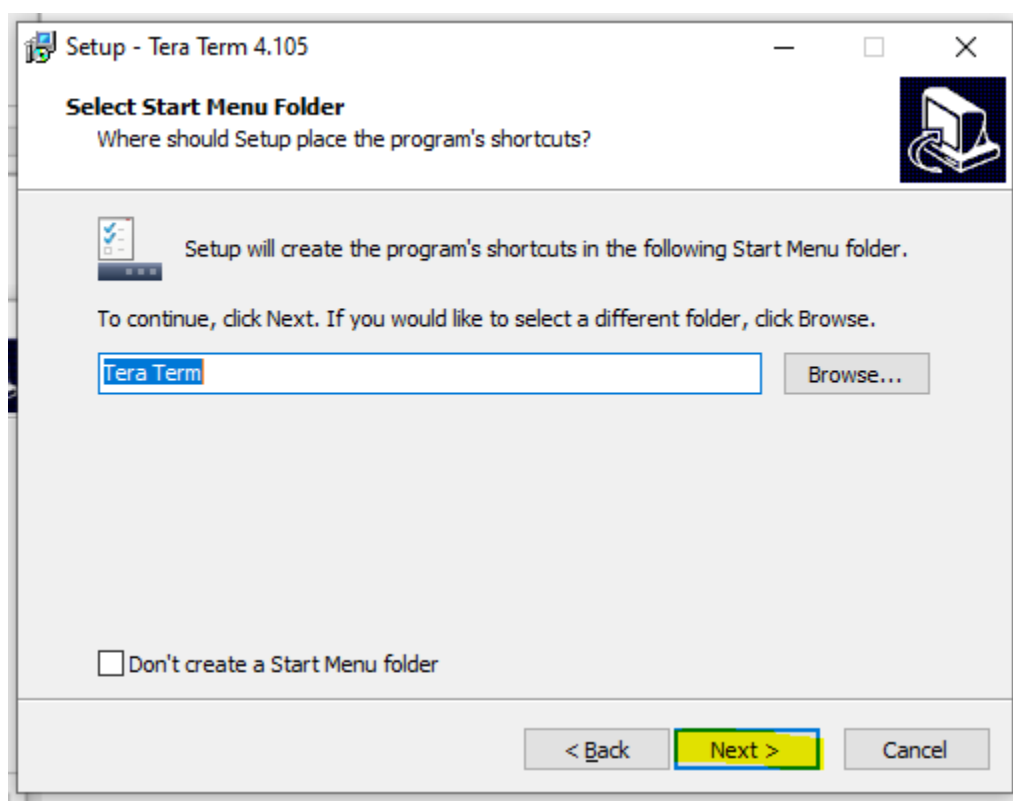 Setup - Tera Term 4.105
Select Start Menu Folder
Where should Setup place the program's shortcuts?
Setup will create the program's shortcuts in the following Start Menu folder.
To continue, click Next. If you would like to select a different folder, click Browse.
Tera Term
Browse...
Don't create a Start Menu folder
< Back
Next >
Cancel